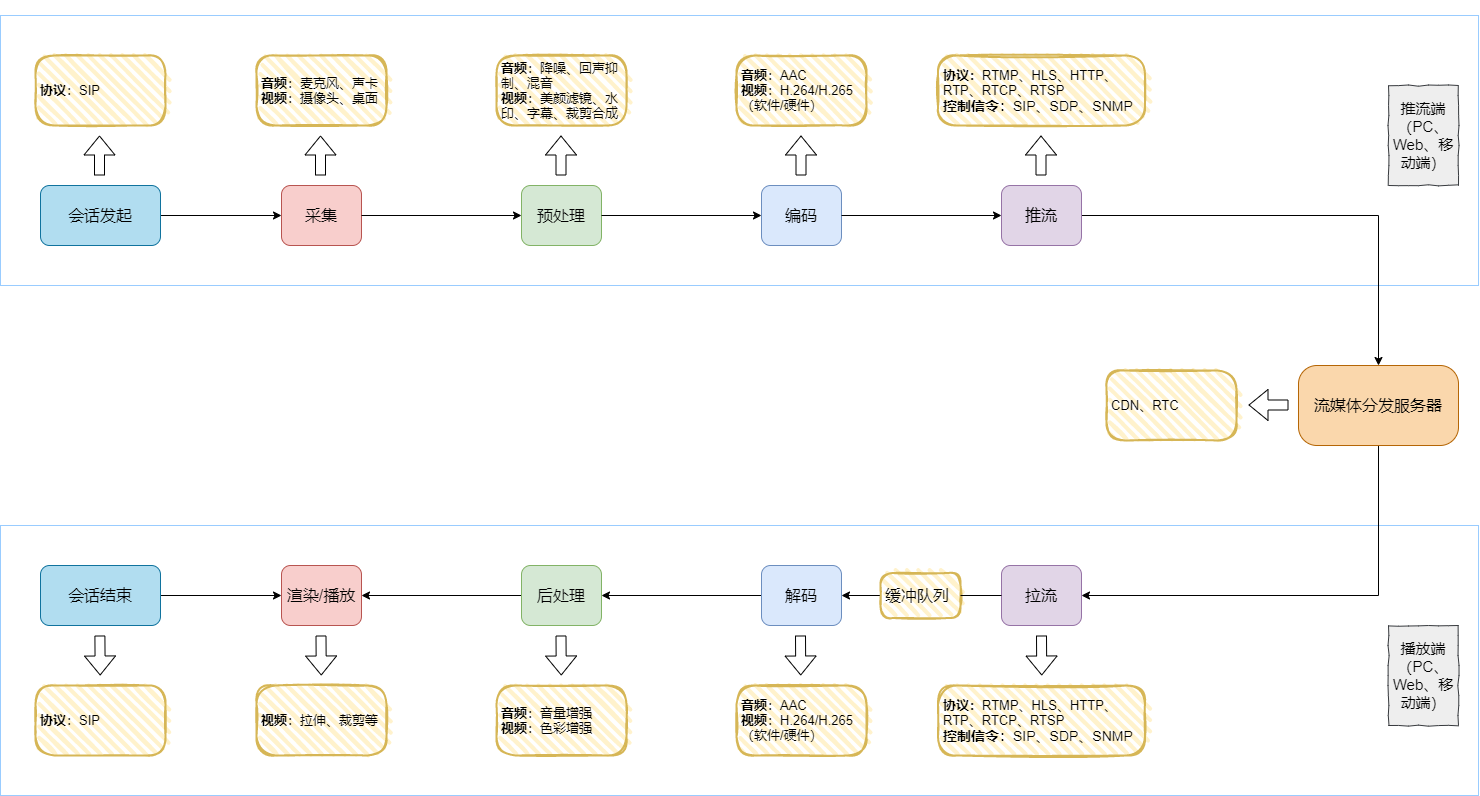 协议：SIP
音频：麦克风、声卡
视频：摄像头、桌面
音频：降噪、回声抑
制、混音
视频：美颜滤镜、水
印、字幕、裁剪合成
音频：AAC
视频：H.264/H.265
（软件/硬件）
协议：RTMP、HLS、HTTP、
RTP、RTCP、RTSP
控制信令：SIP、SDP、SNMP
推流端
（PC、
Web、移
动端）
会话发起
采集
预处理
编码
推流
CDN、RTC
流媒体分发服务器
会话结束
渲染/播放
后处理
解码
缓冲队列
拉流
播放端
（PC、
Web、移
动端）
协议：SIP
视频：拉伸、裁剪等
音频：音量增强
视频：色彩增强
音频：AAC
视频：H.264/H.265
（软件/硬件）
协议：RTMP、HLS、HTTP、
RTP、RTCP、RTSP
控制信令：SIP、SDP、SNMP